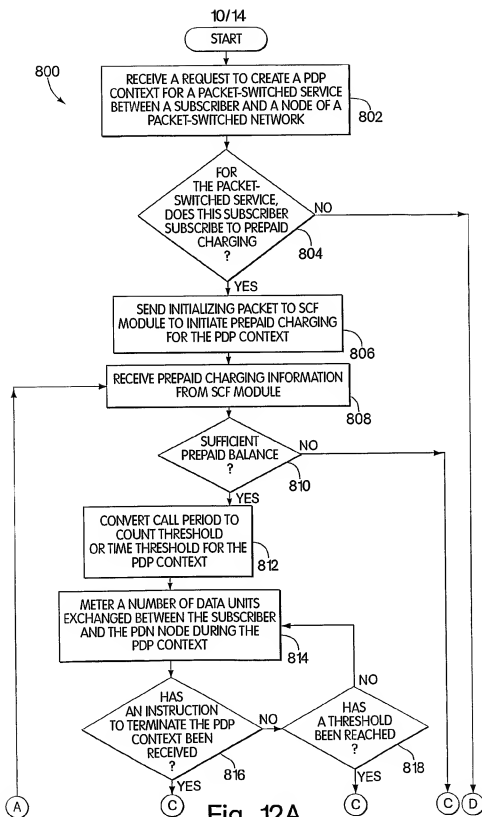 10/14
START
800
RECEIVE A REQUEST TO CREATE A PDP
CONTEXT FOR A PACKET-SWITCHED SERVICE
BETWEEN A SUBSCRIBER AND A NODE OF A
PACKET-SWITCHED NETWORK
802
FOR
THE PACKET-
SWITCHED SERVICE,
DOES THIS SUBSCRIBER
SUBSCRIBE TO PREPAID
CHARGING
?
NO
804
YES
SEND INITIALIZING PACKET TO SCF
MODULE TO INITIATE PREPAID CHARGING
FOR THE PDP CONTEXT
806
RECEIVE PREPAID CHARGING INFORMATION
FROM SCF MODULE
808
SUFFICIENT
PREPAID BALANCE
?
NO
810
YES
CONVERT CALL PERIOD TO
COUNT THRESHOLD
OR TIME THRESHOLD FOR THE
PDP CONTEXT
812
METER A NUMBER OF DATA UNITS
EXCHANGED BETWEEN THE SUBSCRIBER
AND THE PDN NODE DURING THE
PDP CONTEXT
814
HAS
AN INSTRUCTION
TO TERMINATE THE PDP
CONTEXT BEEN
RECEIVED
?
NO
816
YES
NO
HAS
A THRESHOLD
BEEN REACHED
?
818
YES
A
C
C
C
D
Fig. 12A